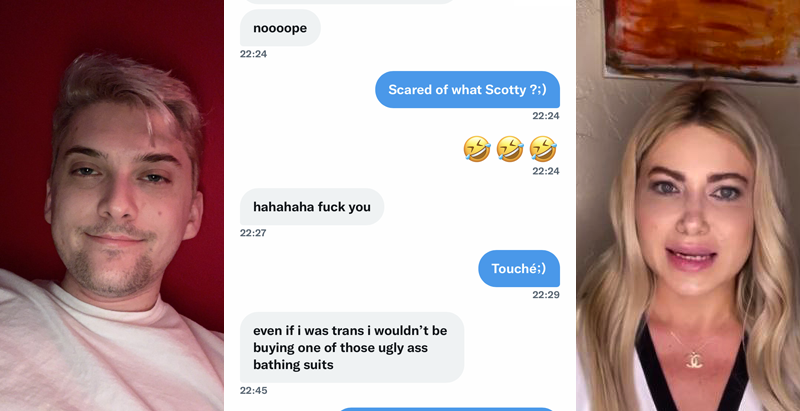 noooope
22:24
Scared of what Scotty ?;)
22:24
🤣🤣🤣
22:24
hahahaha fuck you
22:27
Touché;)
22:29
even if i was trans i wouldn't be
buying one of those ugly ass
bathing suits
22:45